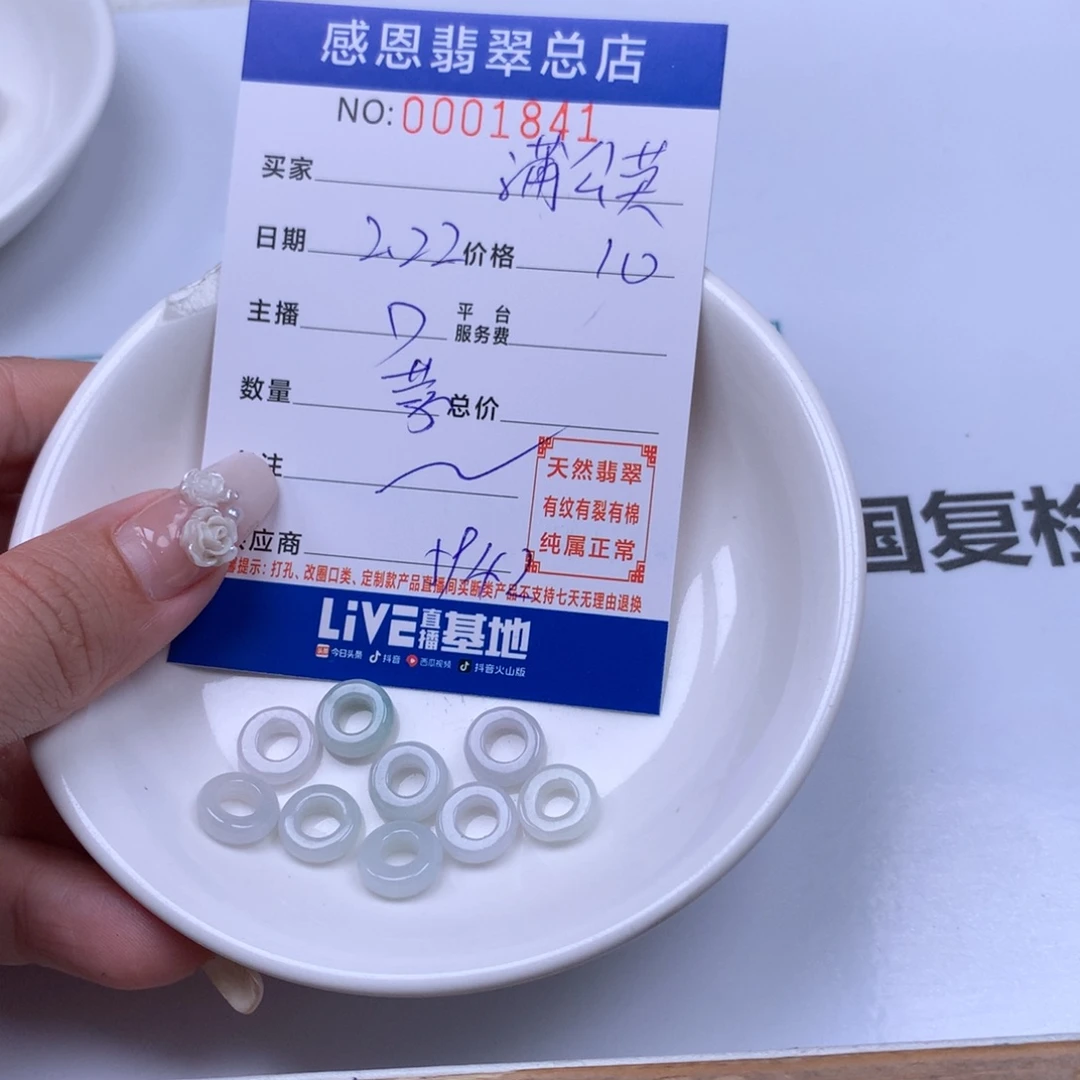 感恩翡翠总店
NO:0001841
买家 蒲公英
日期 2.22 价格 10
主播 D 平台服务费
数量 总价
注
天然翡翠
有纹有裂有棉
纯属正常
应商
提示：打孔、改圈口类、定制款产品直播间买断类产品不支持七天无理由退换
LiVE直播基地
今日头条 抖音 西瓜视频 抖音火山版
国复检